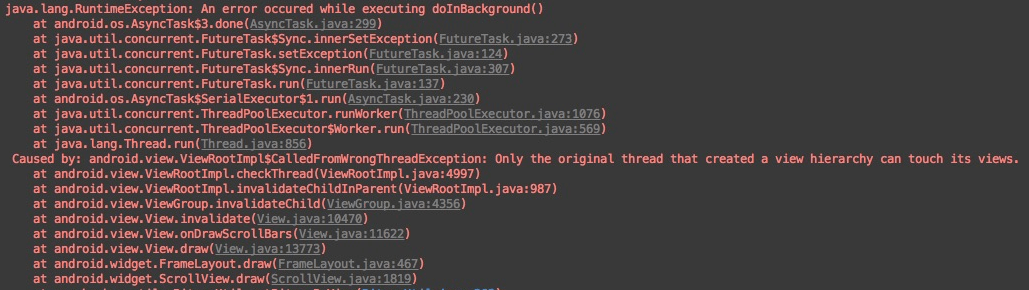 java.lang.RuntimeException: An error occured while executing doInBackground()
at android.os.AsyncTask$3.done(AsyncTask.java:299)
at java.util.concurrent.FutureTask$Sync.innerSetException(FutureTask.java:273)
at java.util.concurrent.FutureTask.setException(FutureTask.java:124)
at java.util.concurrent.FutureTask$Sync.innerRun(FutureTask.java:307)
at java.util.concurrent.FutureTask.run(FutureTask.java:137)
at android.os.AsyncTask$SerialExecutor$1.run(AsyncTask.java:230)
at java.util.concurrent.ThreadPoolExecutor.runWorker(ThreadPoolExecutor.java:1076)
at java.util.concurrent.ThreadPoolExecutor$Worker.run(ThreadPoolExecutor.java:569)
at java.lang.Thread.run(Thread.java:856)
Caused by: android.view.ViewRootImpl$CalledFromWrongThreadException: Only the original thread that created a view hierarchy can touch its views.
at android.view.ViewRootImpl.checkThread(ViewRootImpl.java:4997)
at android.view.ViewRootImpl.invalidateChildInParent(ViewRootImpl.java:987)
at android.view.ViewGroup.invalidateChild(ViewGroup.java:4356)
at android.view.View.invalidate(View.java:10470)
at android.view.View.onDrawScrollBars(View.java:11622)
at android.view.View.draw(View.java:13773)
at android.widget.FrameLayout.draw(FrameLayout.java:467)
at android.widget.ScrollView.draw(ScrollView.java:1819)